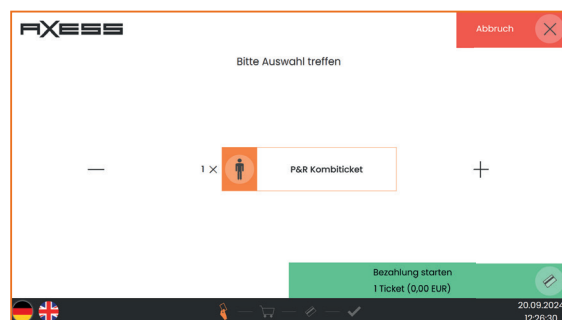 AXESS
Abbruch
Bitte Auswahl treffen
1 ×
P&R Kombiticket
Bezahlung starten
1 Ticket (0,00 EUR)
20.09.2024
12:26:30